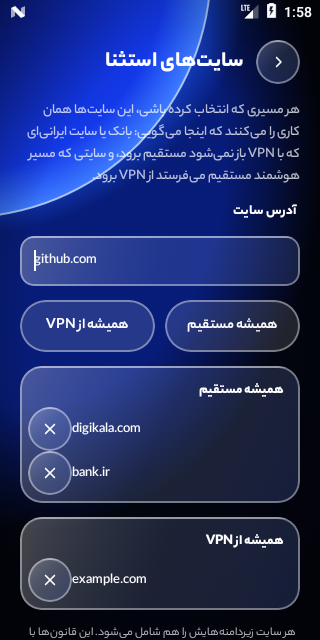 LTE 1:58
سایت‌های استثنا
هر مسیری که انتخاب کرده باشی، این سایت‌ها همان
کاری را می‌کنند که اینجا می‌گویی: بانک یا سایت ایرانی‌ای
که با VPN باز نمی‌شود مستقیم برود، و سایتی که مسیر
هوشمند مستقیم می‌فرستد از VPN برود.
آدرس سایت
github.com
همیشه مستقیم
همیشه از VPN
همیشه مستقیم
digikala.com
bank.ir
همیشه از VPN
example.com
هر سایت زیردامنه‌هایش را هم شامل می‌شود. این قانون‌ها با